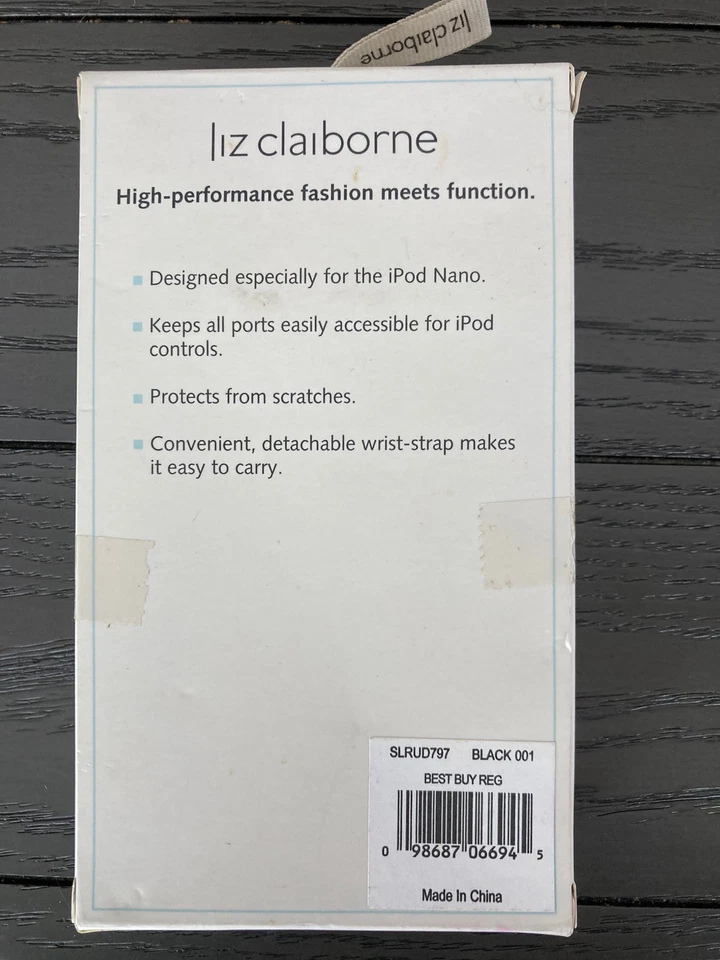 liz claiborne
liz claiborne
High-performance fashion meets function.
Designed especially for the iPod Nano.
Keeps all ports easily accessible for iPod
controls.
Protects from scratches.
Convenient, detachable wrist-strap makes
it easy to carry.
SLRUD797 BLACK 001
BEST BUY REG
0 98687 06694 5
Made In China